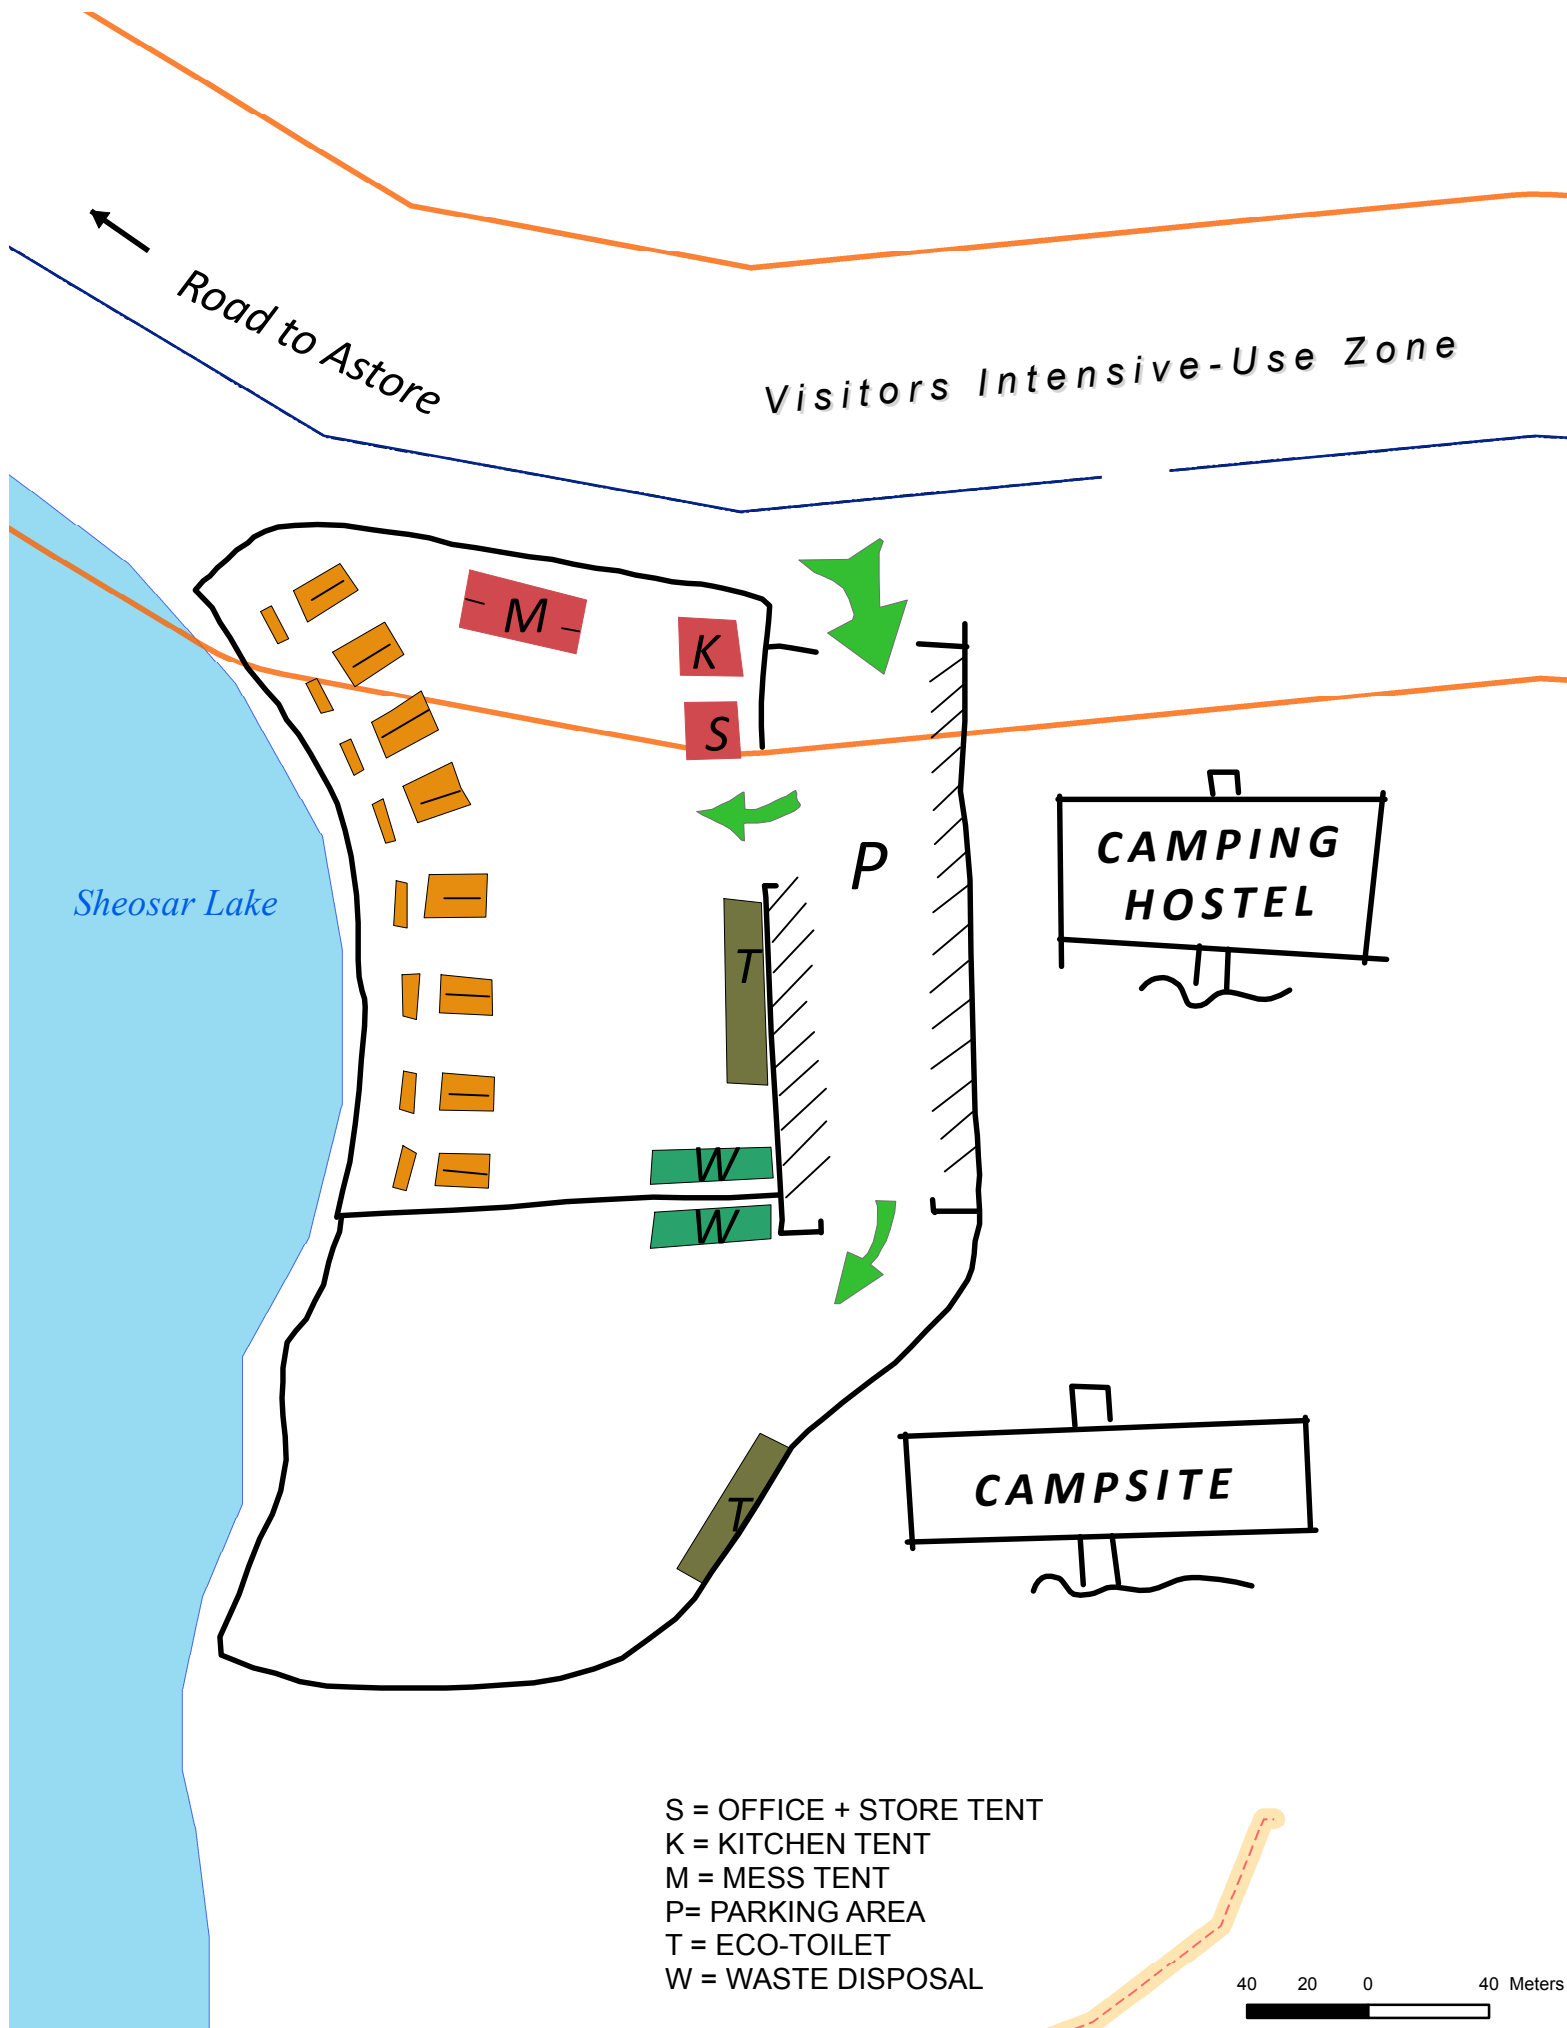 Road to Astore
Visitors Intensive-Use Zone
M
K
S
P
CAMPING
HOSTEL
Sheosar Lake
T
W
W
CAMPSITE
T
S = OFFICE + STORE TENT
K = KITCHEN TENT
M = MESS TENT
P= PARKING AREA
T = ECO-TOILET
W = WASTE DISPOSAL
40 20 0 40 Meters